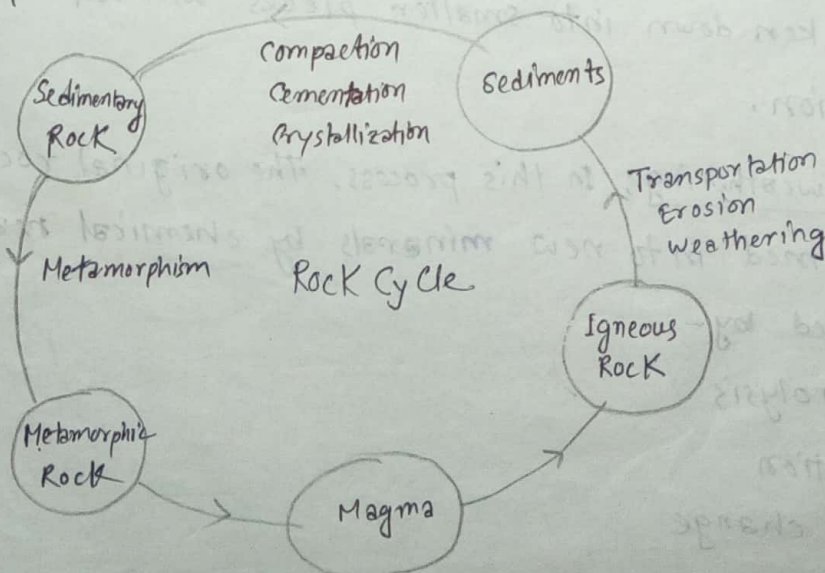 Compaction
Cementation
Crystallization
Sediments
Sedimentary
Rock
Transportation
Erosion
Weathering
Metamorphism
Rock Cycle
Igneous
Rock
Metamorphic
Rock
Magma